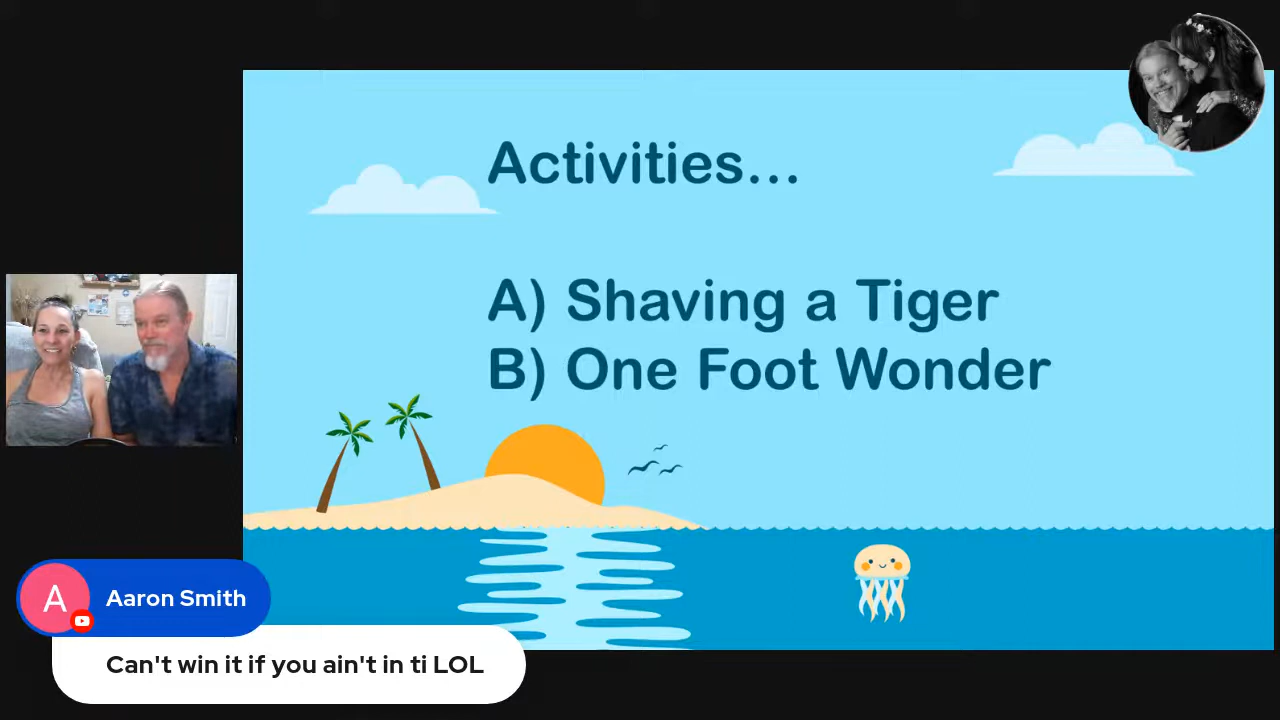 Activities...
A) Shaving a Tiger
B) One Foot Wonder
A
Aaron Smith
Can't win it if you ain't in ti LOL